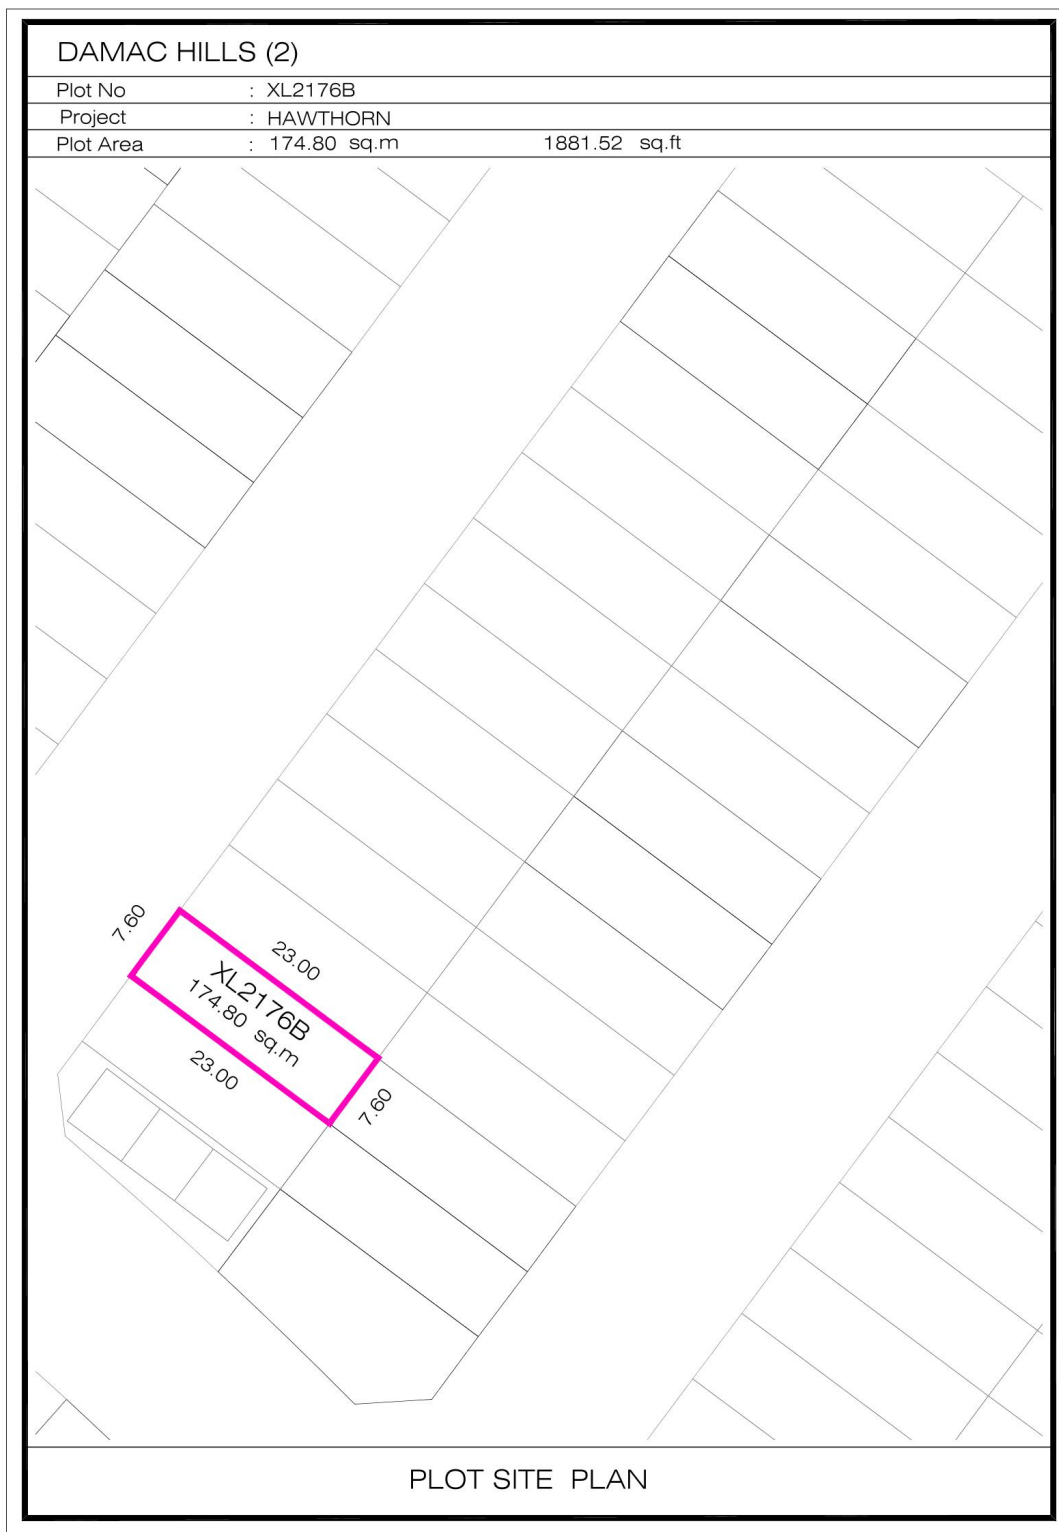 DAMAC HILLS (2)
Plot No : XL2176B
Project : HAWTHORN
Plot Area : 174.80 sq.m 1881.52 sq.ft
7.60
23.00
XL2176B
174.80 sq.m
23.00
7.60
PLOT SITE PLAN